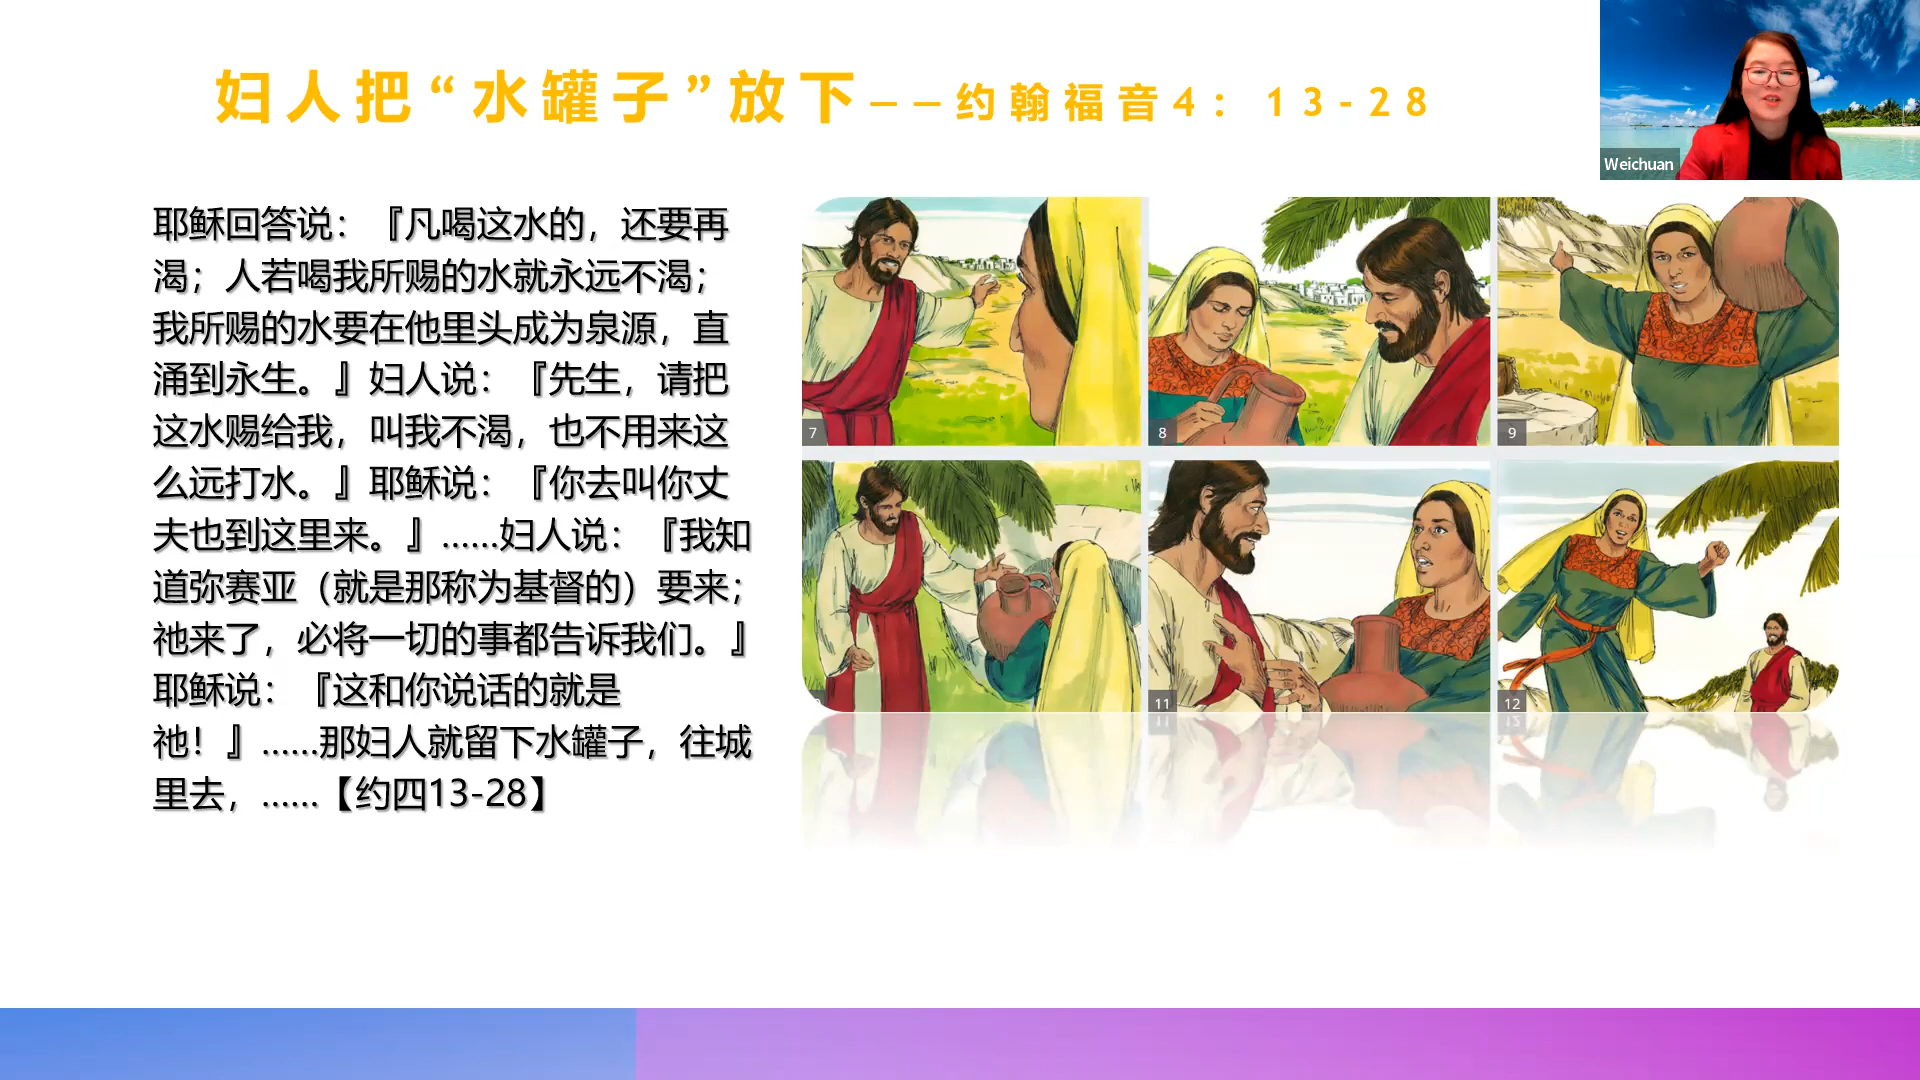 妇人把“水罐子”放下——约翰福音4：13-28
Weichuan
耶稣回答说：『凡喝这水的，还要再
渴；人若喝我所赐的水就永远不渴；
我所赐的水要在他里头成为泉源，直
涌到永生。』妇人说：『先生，请把
这水赐给我，叫我不渴，也不用来这
么远打水。』耶稣说：『你去叫你丈
夫也到这里来。』......妇人说：『我知
道弥赛亚（就是那称为基督的）要来；
祂来了，必将一切的事都告诉我们。』
耶稣说：『这和你说话的就是
祂！』......那妇人就留下水罐子，往城
里去，......【约四13-28】
7
8
9
11
12